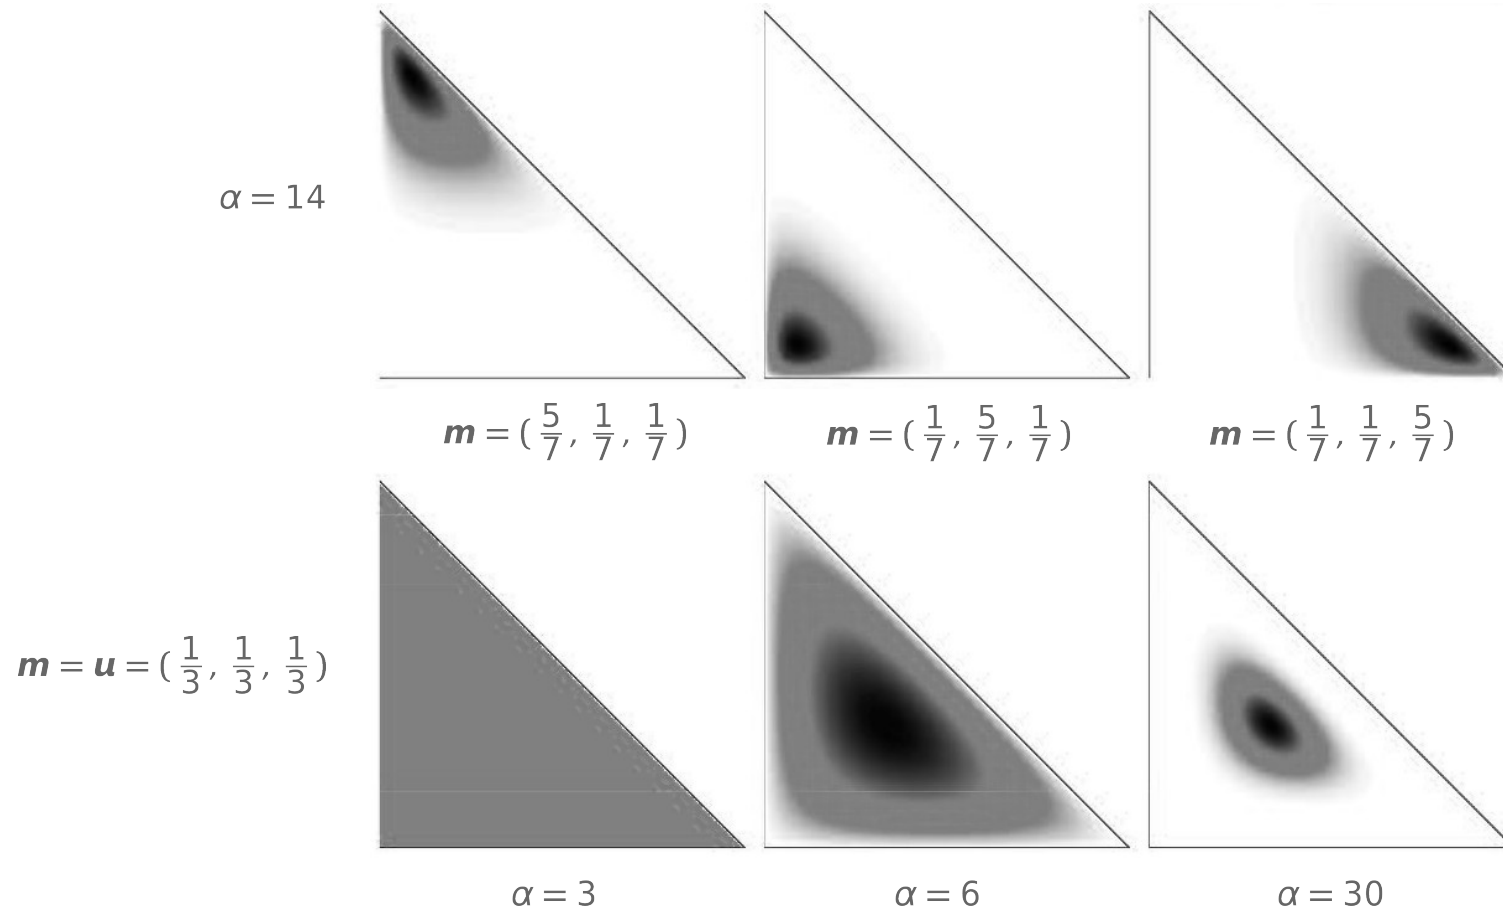 α = 14
m = ( 5/7 , 1/7 , 1/7 )
m = ( 1/7 , 5/7 , 1/7 )
m = ( 1/7 , 1/7 , 5/7 )
m = u = ( 1/3 , 1/3 , 1/3 )
α = 3
α = 6
α = 30